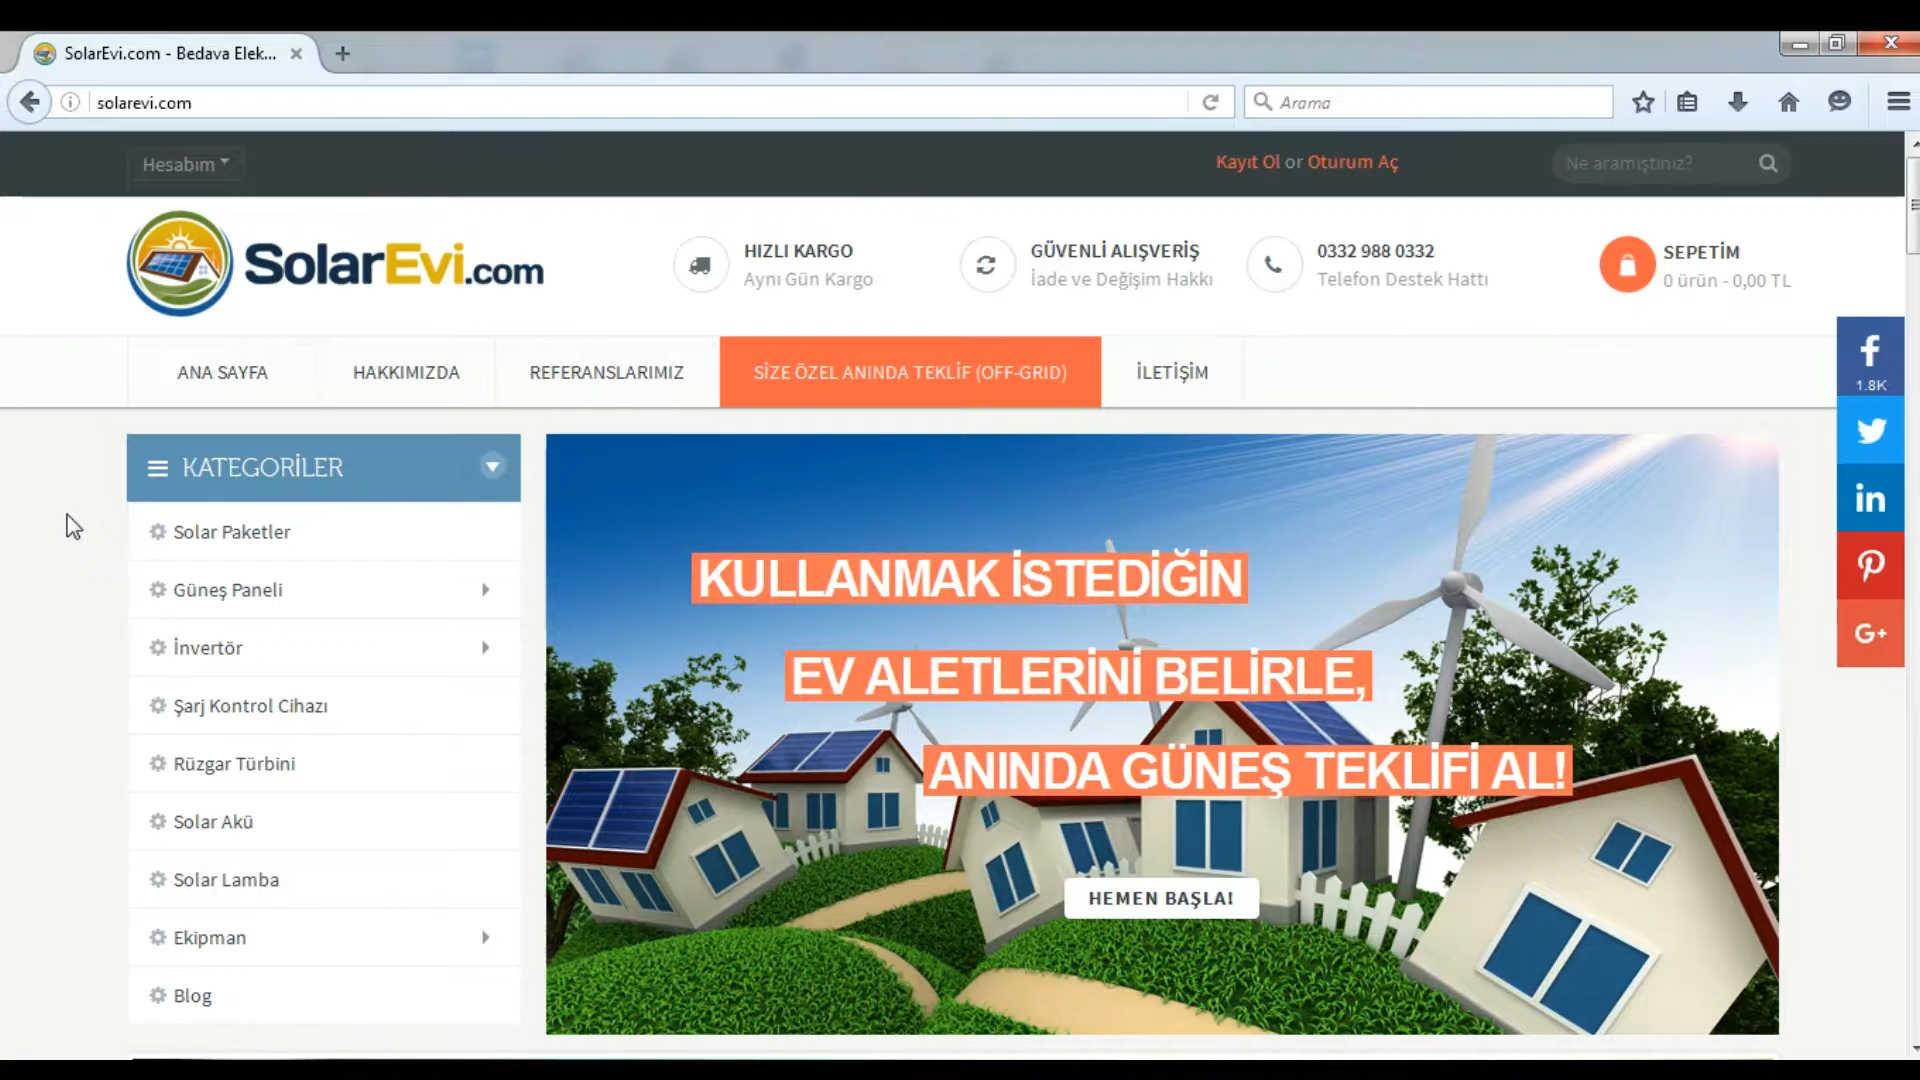 SolarEvi.com - Bedava Elek...
solarevi.com
Arama
Hesabım
Kayıt Ol or Oturum Aç
Ne aramıştınız?
SolarEvi.com
HIZLI KARGO
Aynı Gün Kargo
GÜVENLİ ALIŞVERİŞ
İade ve Değişim Hakkı
0332 988 0332
Telefon Destek Hattı
SEPETİM
0 ürün - 0,00 TL
ANA SAYFA
HAKKIMIZDA
REFERANSLARIMIZ
SİZE ÖZEL ANINDA TEKLİF (OFF-GRID)
İLETİŞİM
1.8K
in
G+
KATEGORİLER
Solar Paketler
Güneş Paneli
İnvertör
Şarj Kontrol Cihazı
Rüzgar Türbini
Solar Akü
Solar Lamba
Ekipman
Blog
KULLANMAK İSTEDİĞİN
EV ALETLERİNİ BELİRLE,
ANINDA GÜNEŞ TEKLİFİ AL!
HEMEN BAŞLA!